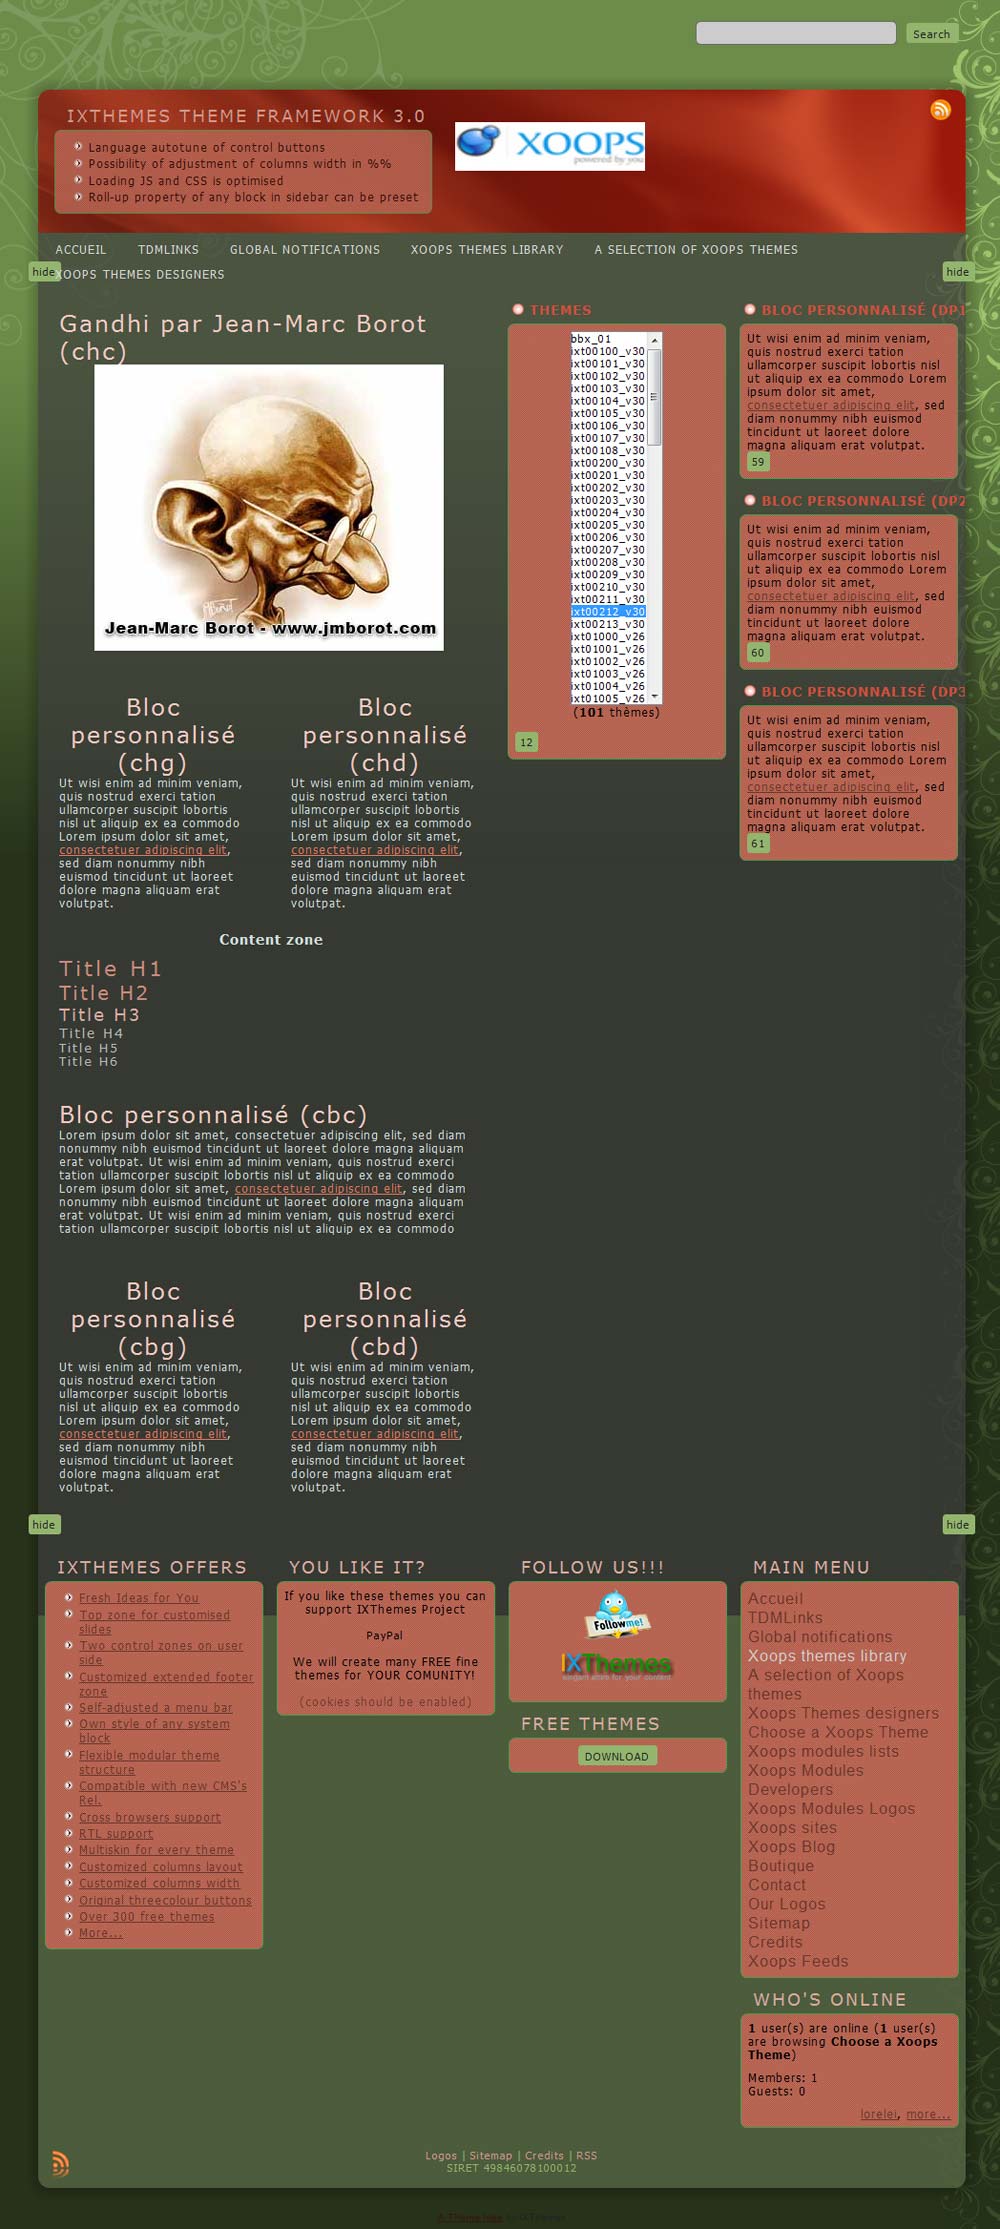 Search
IXTHEMES THEME FRAMEWORK 3.0
Language autotune of control buttons
Possibility of adjustment of columns width in %%
Loading JS and CSS is optimised
Roll-up property of any block in sidebar can be preset
XOOPS
powered by you
ACCUEIL TDMLINKS GLOBAL NOTIFICATIONS XOOPS THEMES LIBRARY A SELECTION OF XOOPS THEMES
hide XOOPS THEMES DESIGNERS hide
Gandhi par Jean-Marc Borot
(chc)
Jean-Marc Borot - www.jmborot.com
Bloc
personnalisé
(chg)
Ut wisi enim ad minim veniam,
quis nostrud exerci tation
ullamcorper suscipit lobortis
nisl ut aliquip ex ea commodo
Lorem ipsum dolor sit amet,
consectetuer adipiscing elit,
sed diam nonummy nibh
euismod tincidunt ut laoreet
dolore magna aliquam erat
volutpat.
Bloc
personnalisé
(chd)
Ut wisi enim ad minim veniam,
quis nostrud exerci tation
ullamcorper suscipit lobortis
nisl ut aliquip ex ea commodo
Lorem ipsum dolor sit amet,
consectetuer adipiscing elit,
sed diam nonummy nibh
euismod tincidunt ut laoreet
dolore magna aliquam erat
volutpat.
Content zone
Title H1
Title H2
Title H3
Title H4
Title H5
Title H6
Bloc personnalisé (cbc)
Lorem ipsum dolor sit amet, consectetuer adipiscing elit, sed diam
nonummy nibh euismod tincidunt ut laoreet dolore magna aliquam
erat volutpat. Ut wisi enim ad minim veniam, quis nostrud exerci
tation ullamcorper suscipit lobortis nisl ut aliquip ex ea commodo
Lorem ipsum dolor sit amet, consectetuer adipiscing elit, sed diam
nonummy nibh euismod tincidunt ut laoreet dolore magna aliquam
erat volutpat. Ut wisi enim ad minim veniam, quis nostrud exerci
tation ullamcorper suscipit lobortis nisl ut aliquip ex ea commodo
Bloc
personnalisé
(cbg)
Ut wisi enim ad minim veniam,
quis nostrud exerci tation
ullamcorper suscipit lobortis
nisl ut aliquip ex ea commodo
Lorem ipsum dolor sit amet,
consectetuer adipiscing elit,
sed diam nonummy nibh
euismod tincidunt ut laoreet
dolore magna aliquam erat
volutpat.
Bloc
personnalisé
(cbd)
Ut wisi enim ad minim veniam,
quis nostrud exerci tation
ullamcorper suscipit lobortis
nisl ut aliquip ex ea commodo
Lorem ipsum dolor sit amet,
consectetuer adipiscing elit,
sed diam nonummy nibh
euismod tincidunt ut laoreet
dolore magna aliquam erat
volutpat.
THEMES
bbx_01
ixt00100_v30
ixt00101_v30
ixt00102_v30
ixt00103_v30
ixt00104_v30
ixt00105_v30
ixt00106_v30
ixt00107_v30
ixt00108_v30
ixt00200_v30
ixt00201_v30
ixt00202_v30
ixt00203_v30
ixt00204_v30
ixt00205_v30
ixt00206_v30
ixt00207_v30
ixt00208_v30
ixt00209_v30
ixt00210_v30
ixt00211_v30
ixt00212_v30
ixt00213_v30
ixt01000_v26
ixt01001_v26
ixt01002_v26
ixt01003_v26
ixt01004_v26
ixt01005_v26
(101 thèmes)
12
BLOC PERSONNALISÉ (DP1
Ut wisi enim ad minim veniam,
quis nostrud exerci tation
ullamcorper suscipit lobortis nisl
ut aliquip ex ea commodo Lorem
ipsum dolor sit amet,
consectetuer adipiscing elit, sed
diam nonummy nibh euismod
tincidunt ut laoreet dolore
magna aliquam erat volutpat.
59
BLOC PERSONNALISÉ (DP2
Ut wisi enim ad minim veniam,
quis nostrud exerci tation
ullamcorper suscipit lobortis nisl
ut aliquip ex ea commodo Lorem
ipsum dolor sit amet,
consectetuer adipiscing elit, sed
diam nonummy nibh euismod
tincidunt ut laoreet dolore
magna aliquam erat volutpat.
60
BLOC PERSONNALISÉ (DP3
Ut wisi enim ad minim veniam,
quis nostrud exerci tation
ullamcorper suscipit lobortis nisl
ut aliquip ex ea commodo Lorem
ipsum dolor sit amet,
consectetuer adipiscing elit, sed
diam nonummy nibh euismod
tincidunt ut laoreet dolore
magna aliquam erat volutpat.
61
hide hide
IXTHEMES OFFERS
Fresh Ideas for You
Top zone for customised
slides
Two control zones on user
side
Customized extended footer
zone
Self-adjusted a menu bar
Own style of any system
block
Flexible modular theme
structure
Compatible with new CMS's
Rel.
Cross browsers support
RTL support
Multiskin for every theme
Customized columns layout
Customized columns width
Original threecolour buttons
Over 300 free themes
More...
YOU LIKE IT?
If you like these themes you can
support IXThemes Project
PayPal
We will create many FREE fine
themes for YOUR COMUNITY!
(cookies should be enabled)
FOLLOW US!!!
Follow me!
IXThemes
elegant attire for your content
FREE THEMES
DOWNLOAD
MAIN MENU
Accueil
TDMLinks
Global notifications
Xoops themes library
A selection of Xoops
themes
Xoops Themes designers
Choose a Xoops Theme
Xoops modules lists
Xoops Modules
Developers
Xoops Modules Logos
Xoops sites
Xoops Blog
Boutique
Contact
Our Logos
Sitemap
Credits
Xoops Feeds
WHO'S ONLINE
1 user(s) are online (1 user(s)
are browsing Choose a Xoops
Theme)
Members: 1
Guests: 0
lorelei, more...
Logos | Sitemap | Credits | RSS
SIRET 49846078100012